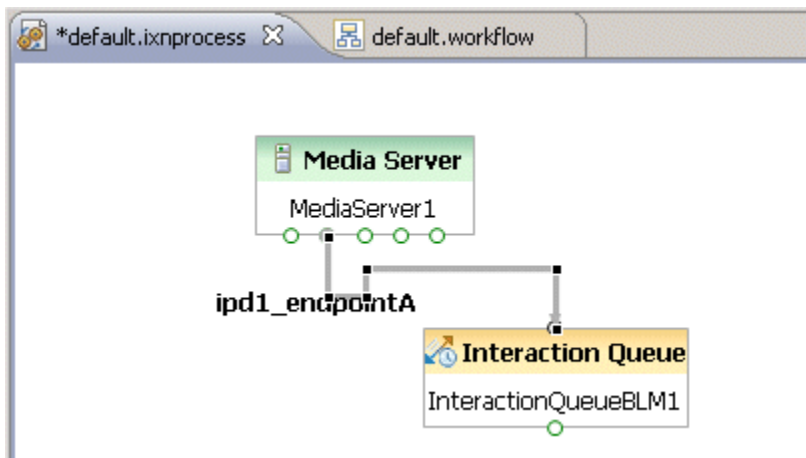 *default.ixnprocess default.workflow
Media Server
MediaServer1
ipd1_endpointA
Interaction Queue
InteractionQueueBLM1